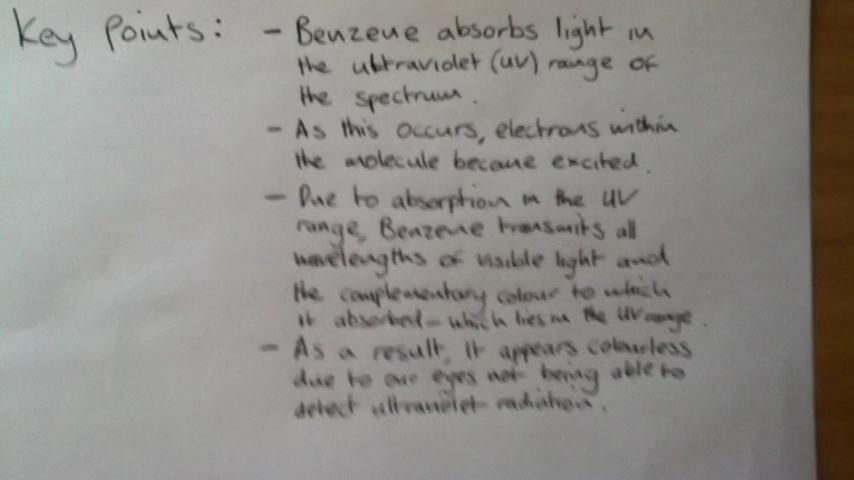 Key Points: - Benzene absorbs light in
the ultraviolet (UV) range of
the spectrum.
- As this occurs, electrons within
the molecule become excited.
- Due to absorption in the UV
range, Benzene transmits all
wavelengths of visible light and
the complementary colour to which
it absorbed - which lies in the UV range.
- As a result, it appears colourless
due to our eyes not being able to
detect ultraviolet radiation.